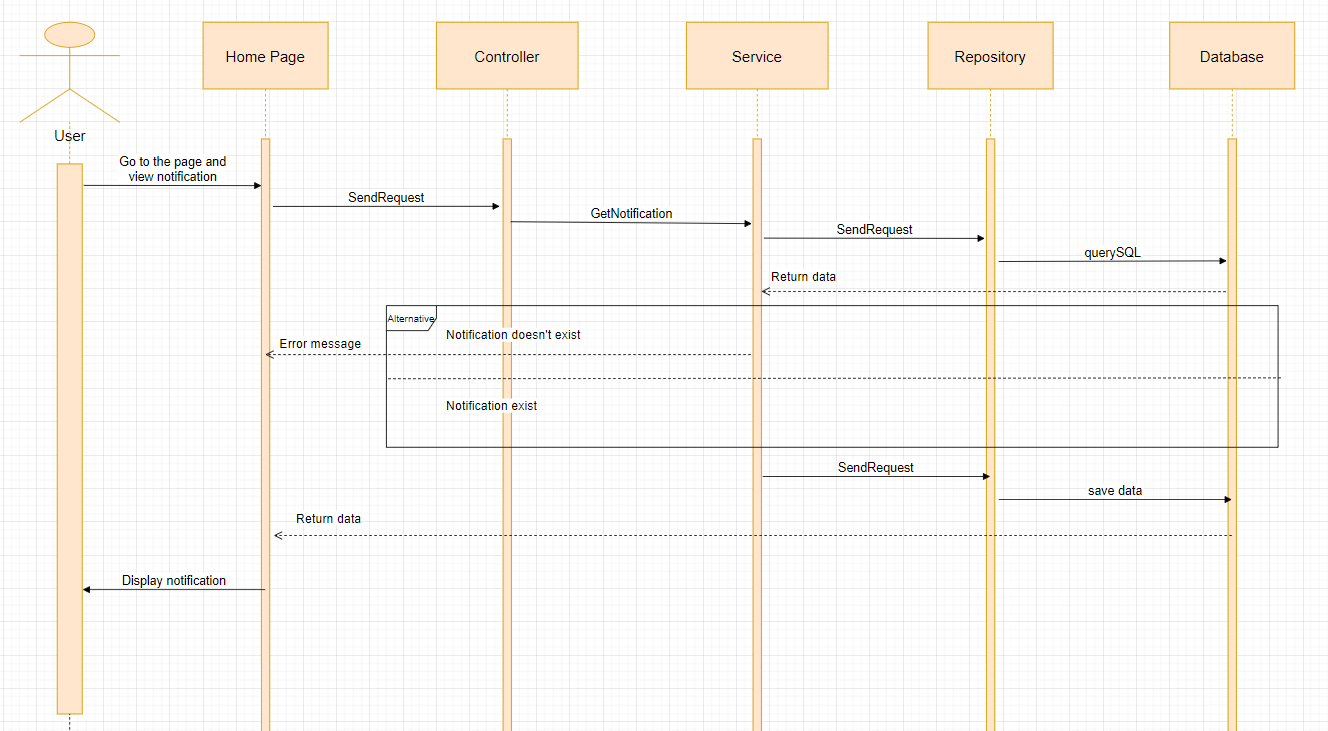 Home Page
Controller
Service
Repository
Database
User
Go to the page and
view notification
SendRequest
GetNotification
SendRequest
querySQL
Return data
Alternative
Notification doesn't exist
Error message
Notification exist
SendRequest
save data
Return data
Display notification